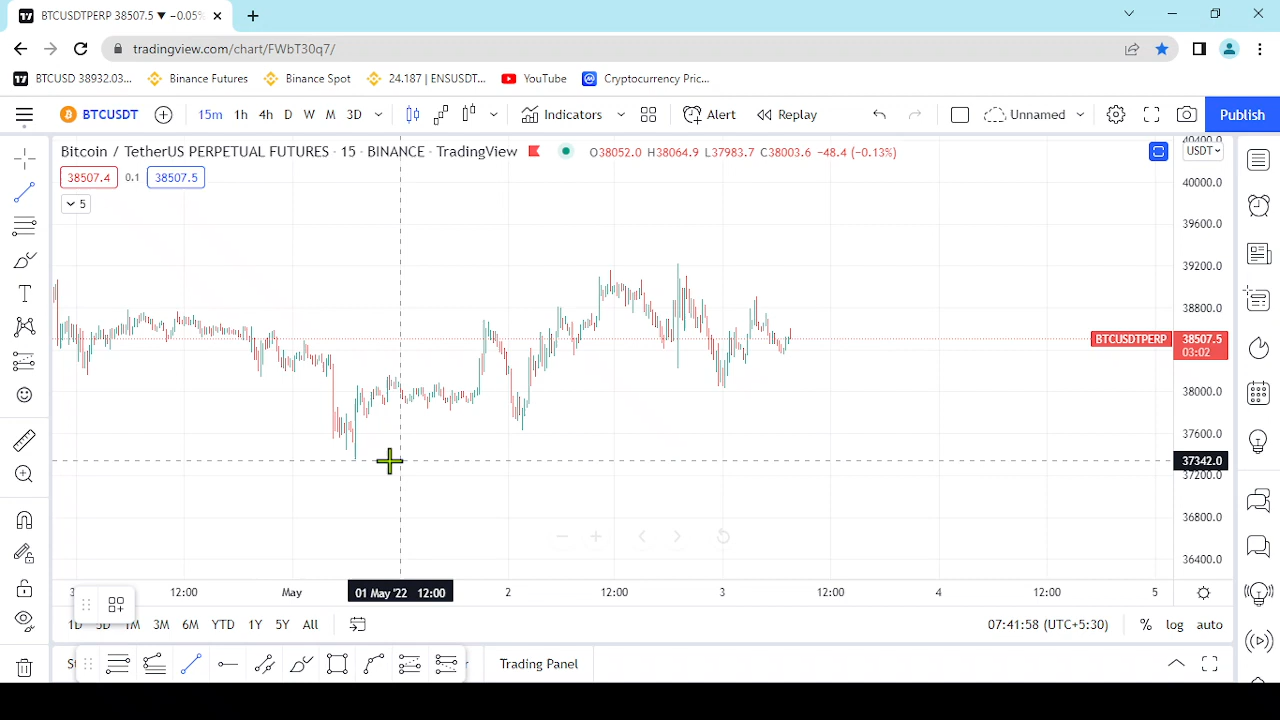 BTCUSDTPERP 38507.5 ▼ −0.05%
tradingview.com/chart/FWbT30q7/
BTCUSD 38932.03... Binance Futures Binance Spot 24.187 | ENSUSDT... YouTube Cryptocurrency Pric...
BTCUSDT 15m 1h 4h D W M 3D Indicators Alert Replay Unnamed Publish
Bitcoin / TetherUS PERPETUAL FUTURES · 15 · BINANCE · TradingView O38052.0 H38064.9 L37983.7 C38003.6 −48.4 (−0.13%)
USDT
38507.4 0.1 38507.5
5
40400.0
40000.0
39600.0
39200.0
38800.0
BTCUSDTPERP 38507.5
03:02
38000.0
37600.0
37342.0
37200.0
36800.0
36400.0
12:00 May 01 May '22 12:00 2 12:00 3 12:00 4 12:00 5
1D 5D 1M 3M 6M YTD 1Y 5Y All 07:41:58 (UTC+5:30) % log auto
Trading Panel